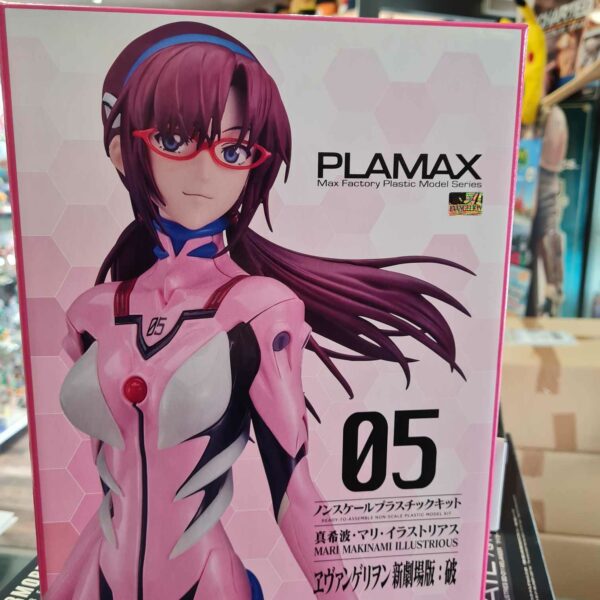 PLAMAX
Max Factory Plastic Model Series
EVANGELION
05
05
ノンスケールプラスチックキット
READY-TO-ASSEMBLE NON-SCALE PLASTIC MODEL KIT
真希波・マリ・イラストリアス
MARI MAKINAMI ILLUSTRIOUS
ヱヴァンゲリヲン新劇場版:破